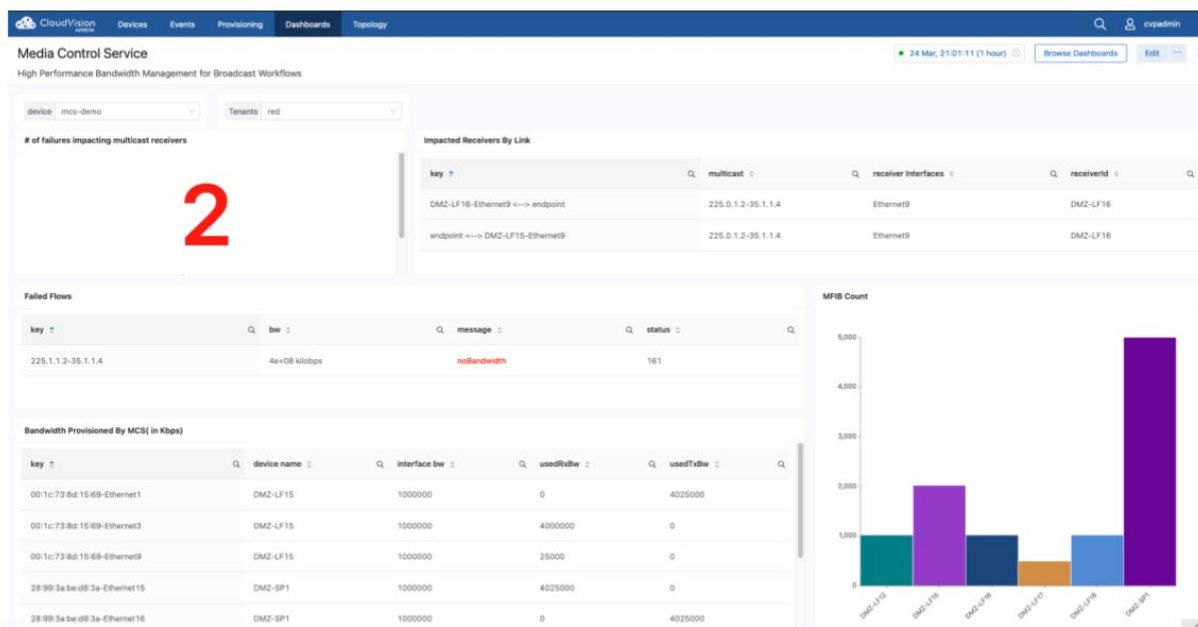 CloudVision
ARISTA
Devices Events Provisioning Dashboards Topology cvpadmin
Media Control Service
24 Mar, 21:01:11 (1 hour) Browse Dashboards Edit ...
High Performance Bandwidth Management for Broadcast Workflows
device mcs-demo Tenants red
# of failures impacting multicast receivers
2
Impacted Receivers By Link
key multicast receiver Interfaces receiverId
DMZ-LF16-Ethernet9 <--> endpoint 225.0.1.2-35.1.1.4 Ethernet9 DMZ-LF16
endpoint <--> DMZ-LF15-Ethernet9 225.0.1.2-35.1.1.4 Ethernet9 DMZ-LF16
Failed Flows
key bw message status
225.1.1.2-35.1.1.4 4e+08 kilobps noBandwidth 161
Bandwidth Provisioned By MCS( in Kbps)
key device name interface bw usedRxBw usedTxBw
00:1c:73:8d:15:69-Ethernet1 DMZ-LF15 1000000 0 4025000
00:1c:73:8d:15:69-Ethernet3 DMZ-LF15 1000000 4000000 0
00:1c:73:8d:15:69-Ethernet9 DMZ-LF15 1000000 25000 0
28:99:3a:be:d8:3a-Ethernet15 DMZ-SP1 1000000 4025000 0
28:99:3a:be:d8:3a-Ethernet16 DMZ-SP1 1000000 0 4025000
MFIB Count
5,000
4,000
3,000
2,000
1,000
0
DMZ-LF12 DMZ-LF15 DMZ-LF16 DMZ-LF17 DMZ-LF18 DMZ-SP1